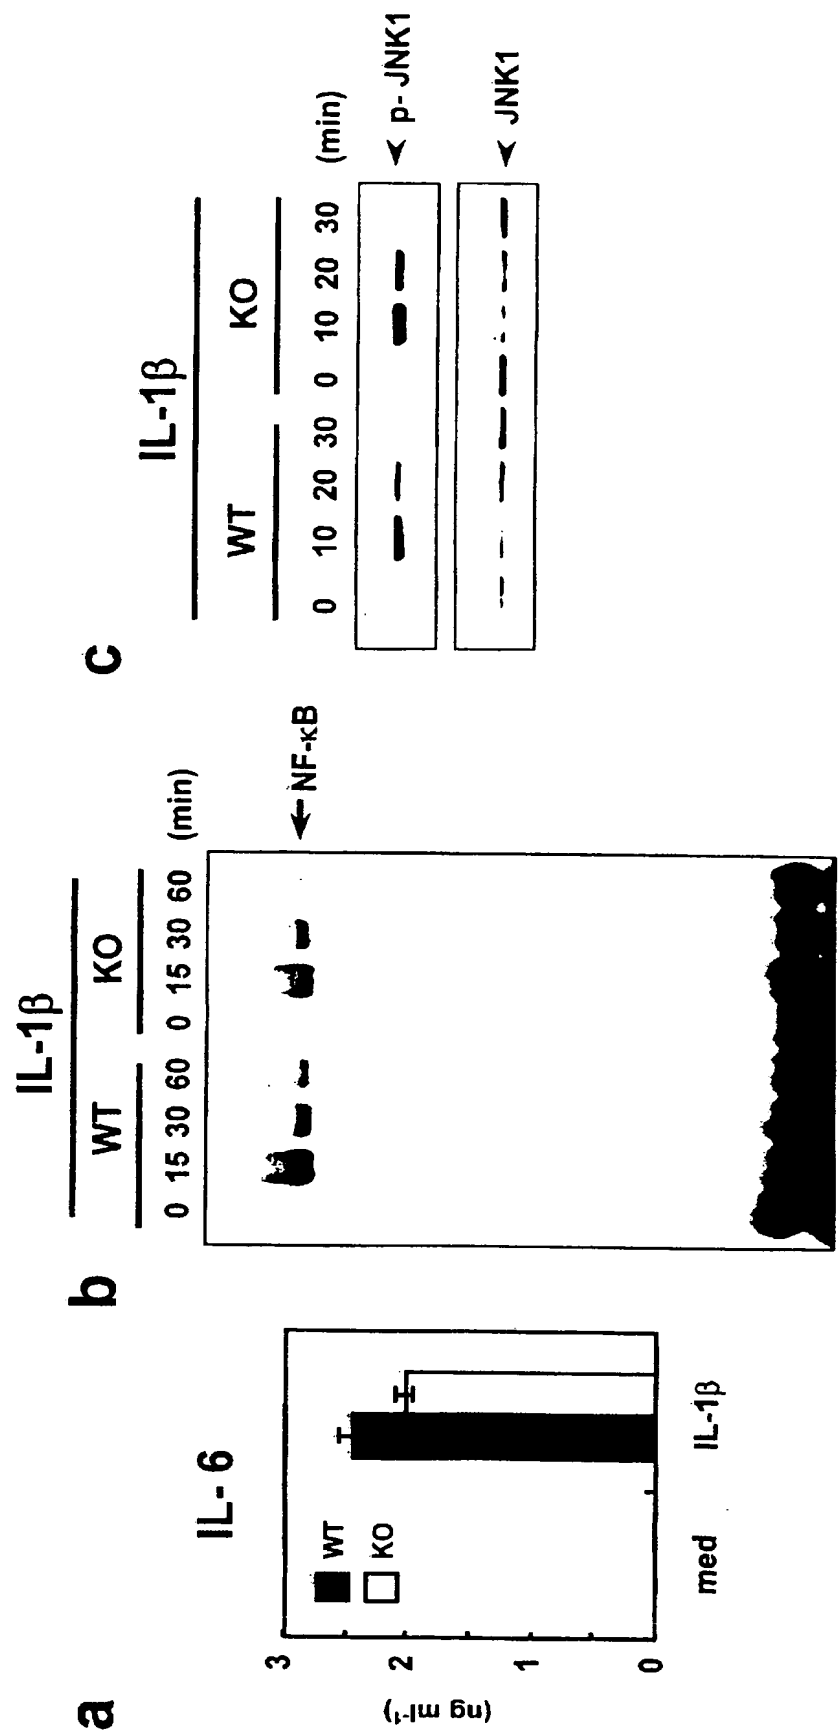 a
IL-6
3
2
1
0
(ng ml⁻¹)
WT
KO
med
IL-1β
b
IL-1β
WT KO
0 15 30 60 0 15 30 60 (min)
NF-κB
c
IL-1β
WT KO
0 10 20 30 0 10 20 30 (min)
p-JNK1
JNK1